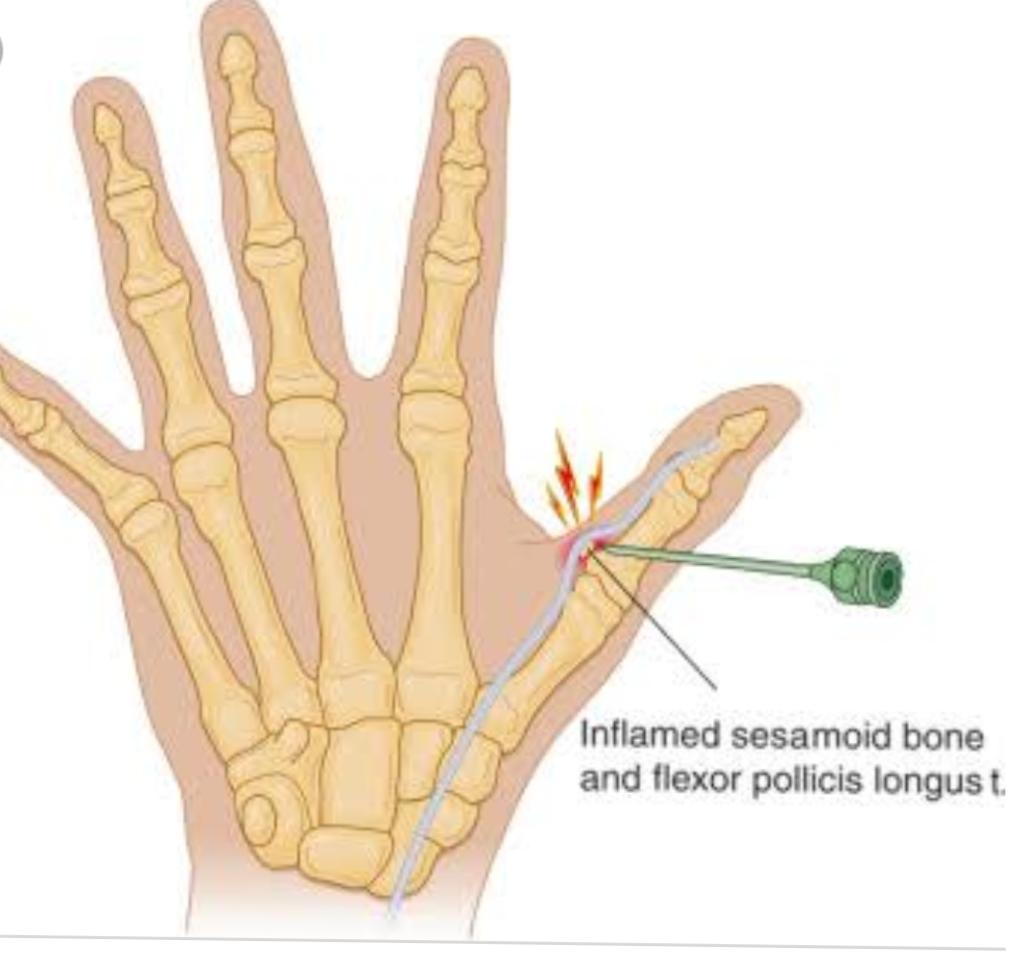 Inflamed sesamoid bone
and flexor pollicis longus t.